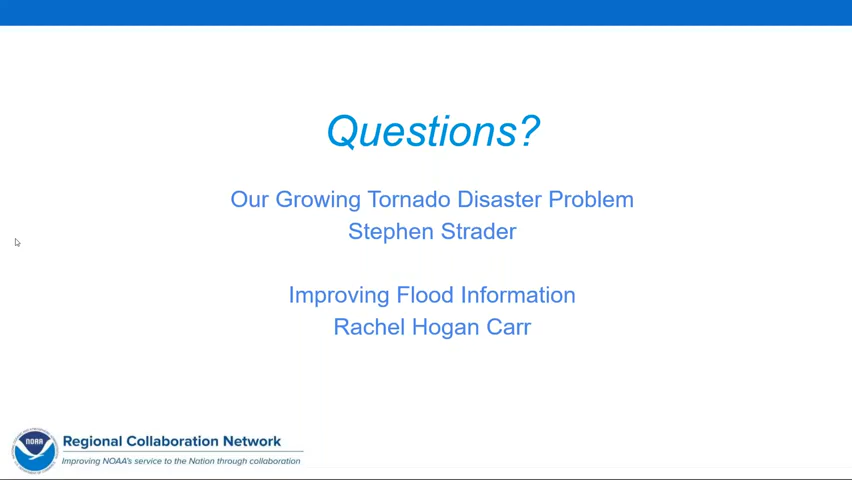 Questions?
Our Growing Tornado Disaster Problem
Stephen Strader
Improving Flood Information
Rachel Hogan Carr
NOAA
Regional Collaboration Network
Improving NOAA's service to the Nation through collaboration